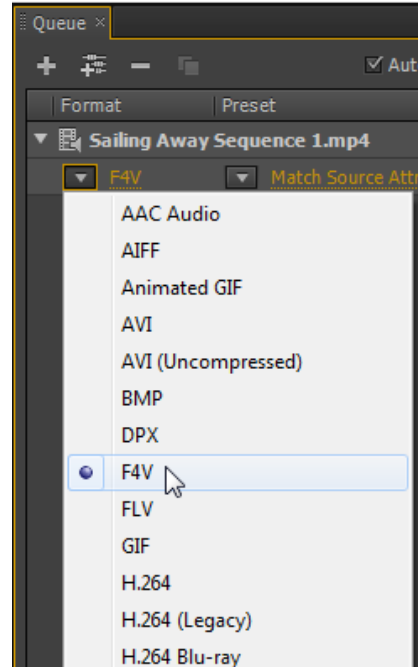 Queue ×
Aut
Format Preset
Sailing Away Sequence 1.mp4
F4V Match Source Attr
AAC Audio
AIFF
Animated GIF
AVI
AVI (Uncompressed)
BMP
DPX
F4V
FLV
GIF
H.264
H.264 (Legacy)
H.264 Blu-ray